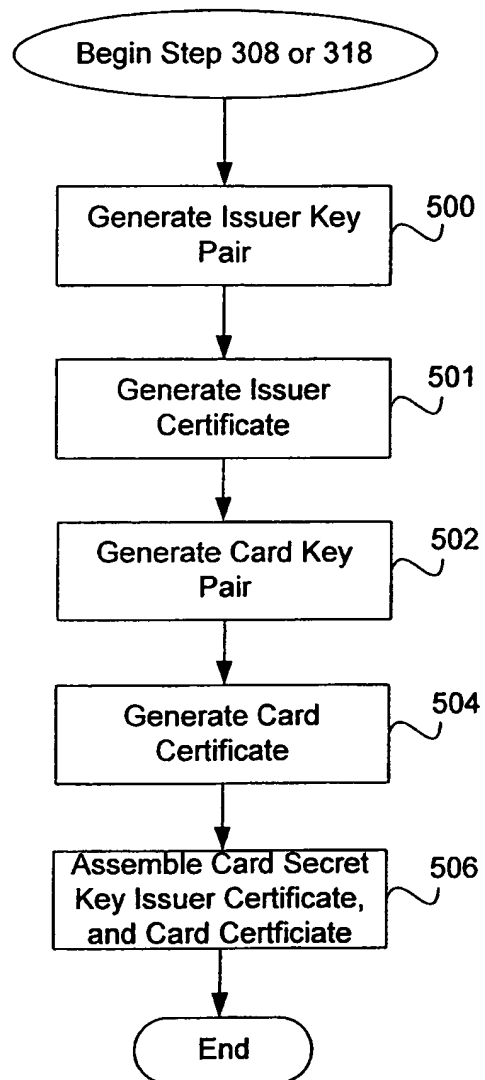 Begin Step 308 or 318
Generate Issuer Key
Pair
500
Generate Issuer
Certificate
501
Generate Card Key
Pair
502
Generate Card
Certificate
504
Assemble Card Secret
Key Issuer Certificate,
and Card Certficiate
506
End